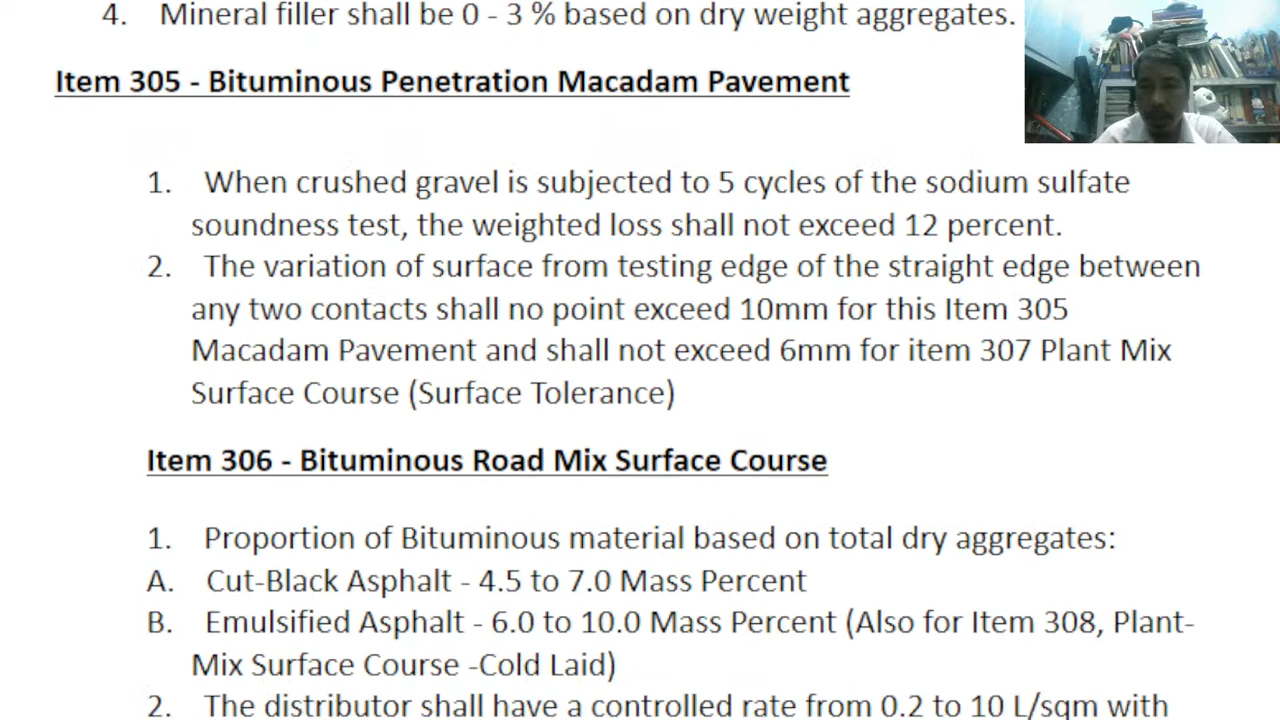 4. Mineral filler shall be 0 - 3 % based on dry weight aggregates.
Item 305 - Bituminous Penetration Macadam Pavement
1. When crushed gravel is subjected to 5 cycles of the sodium sulfate
soundness test, the weighted loss shall not exceed 12 percent.
2. The variation of surface from testing edge of the straight edge between
any two contacts shall no point exceed 10mm for this Item 305
Macadam Pavement and shall not exceed 6mm for item 307 Plant Mix
Surface Course (Surface Tolerance)
Item 306 - Bituminous Road Mix Surface Course
1. Proportion of Bituminous material based on total dry aggregates:
A. Cut-Black Asphalt - 4.5 to 7.0 Mass Percent
B. Emulsified Asphalt - 6.0 to 10.0 Mass Percent (Also for Item 308, Plant-
Mix Surface Course -Cold Laid)
2. The distributor shall have a controlled rate from 0.2 to 10 L/sqm with